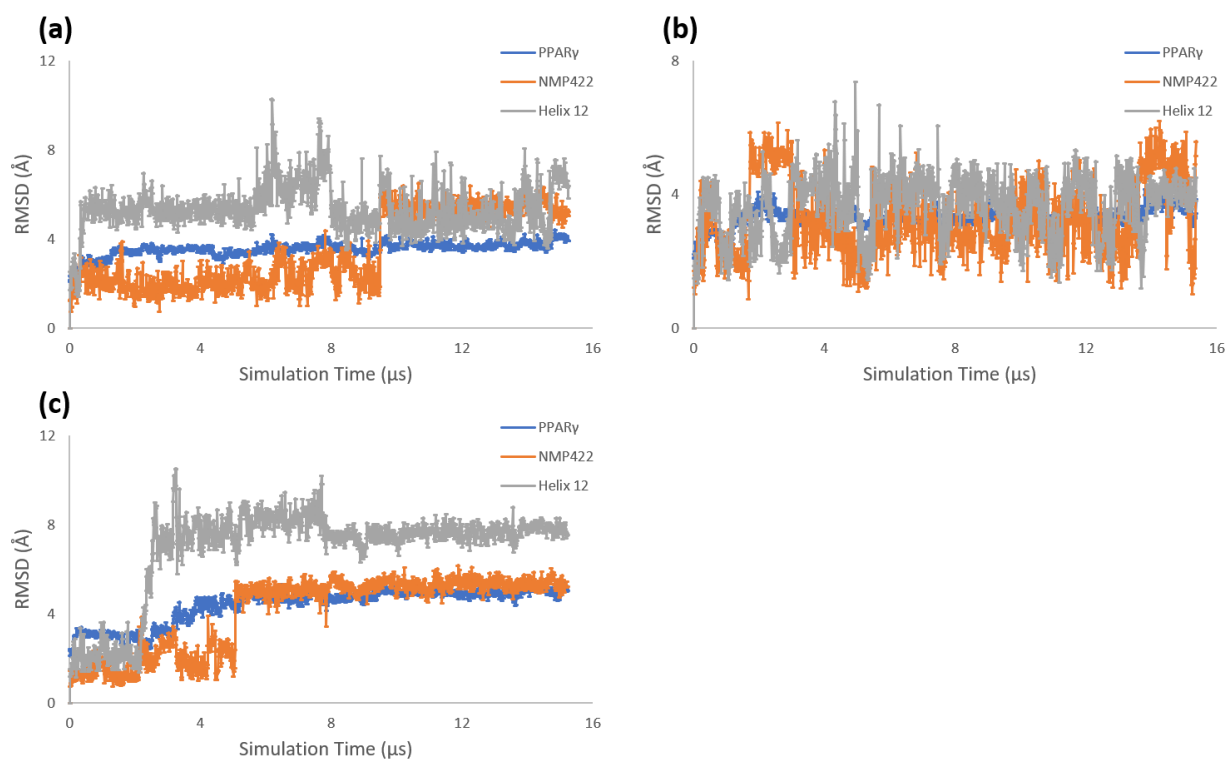 (a)
12
8
4
0
RMSD (Å)
PPARγ
NMP422
Helix 12
0 4 8 12 16
Simulation Time (µs)
(b)
8
4
0
RMSD (Å)
PPARγ
NMP422
Helix 12
0 4 8 12 16
Simulation Time (µs)
(c)
12
8
4
0
RMSD (Å)
PPARγ
NMP422
Helix 12
0 4 8 12 16
Simulation Time (µs)